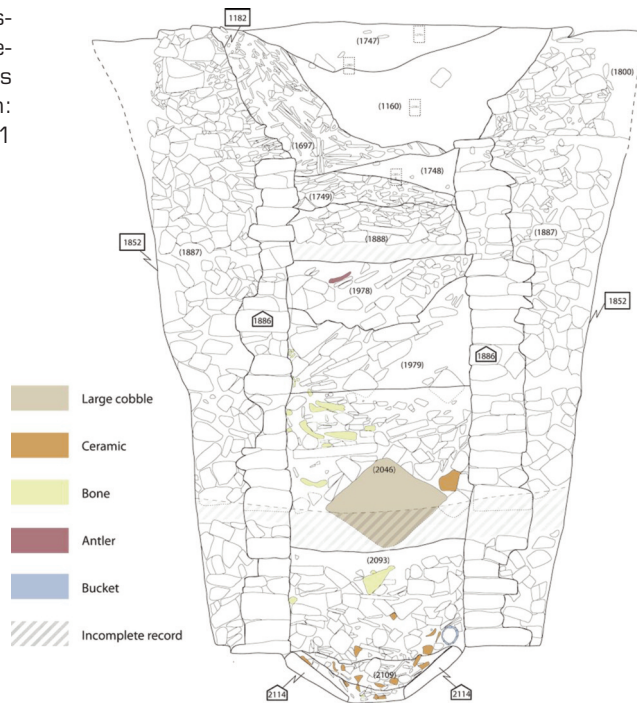 s-
e-
s
n:
1
1182
(1747)
(1800)
(1160)
(1697)
(1748)
(1749)
(1888)
1852
(1887)
(1887)
(1978)
1852
1886
1886
(1979)
Large cobble
Ceramic
(2046)
Bone
Antler
(2093)
Bucket
Incomplete record
(2109)
2114
2114